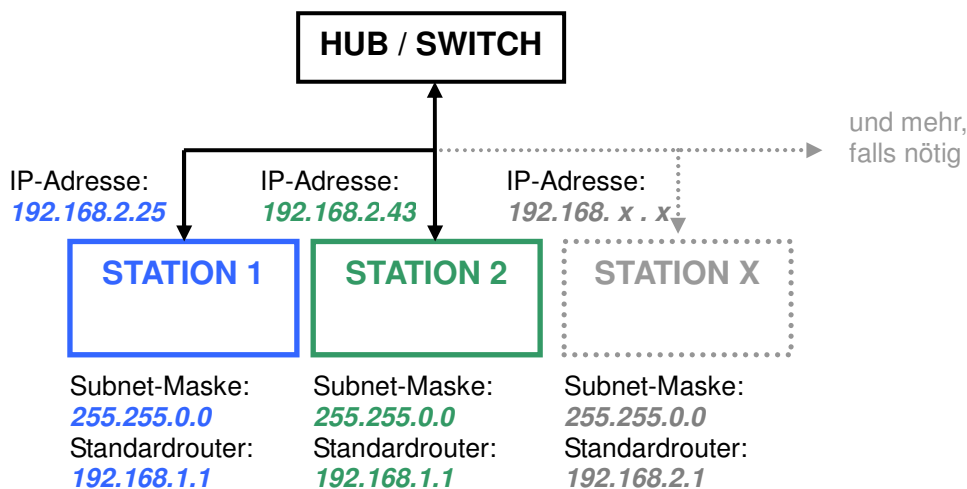 HUB / SWITCH
und mehr,
falls nötig
IP-Adresse:
192.168.2.25
IP-Adresse:
192.168.2.43
IP-Adresse:
192.168. x . x
STATION 1
STATION 2
STATION X
Subnet-Maske:
255.255.0.0
Standardrouter:
192.168.1.1
Subnet-Maske:
255.255.0.0
Standardrouter:
192.168.1.1
Subnet-Maske:
255.255.0.0
Standardrouter:
192.168.2.1